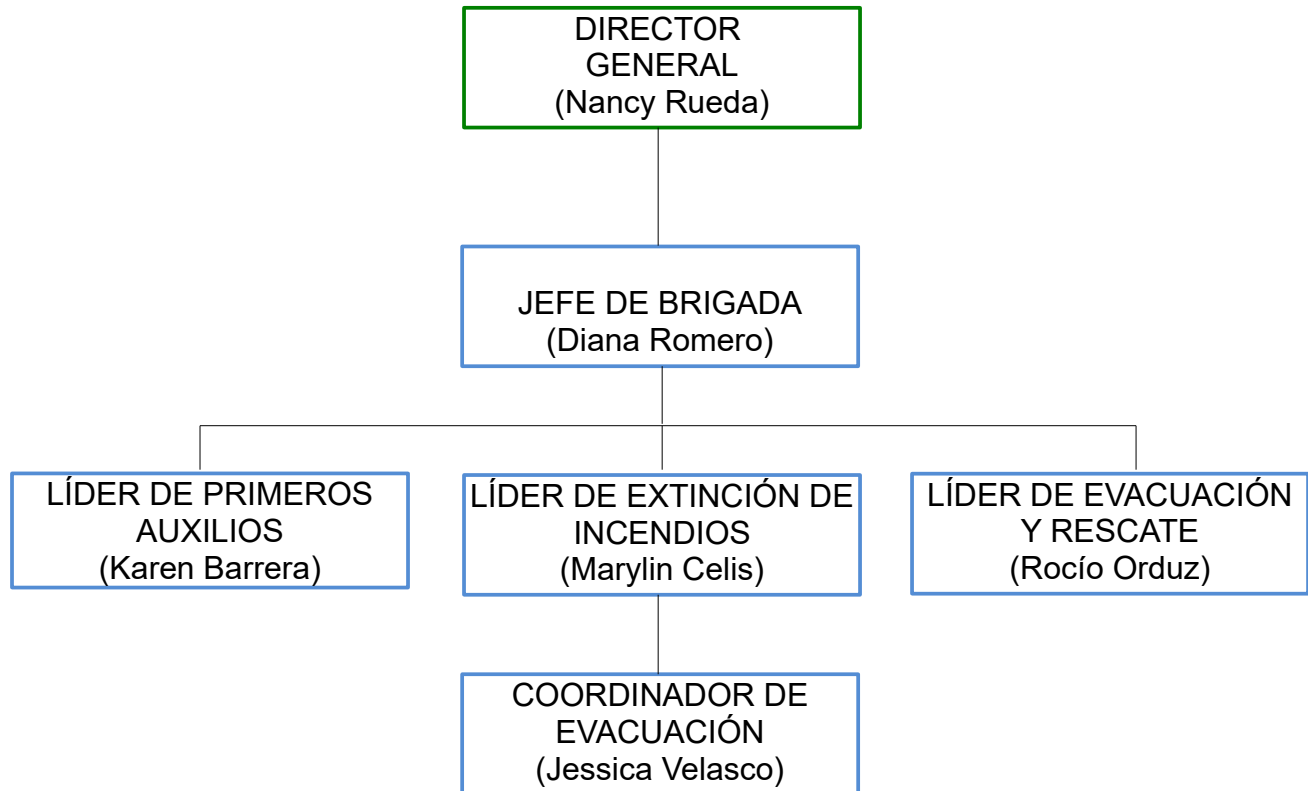 DIRECTOR
GENERAL
(Nancy Rueda)
JEFE DE BRIGADA
(Diana Romero)
LÍDER DE PRIMEROS
AUXILIOS
(Karen Barrera)
LÍDER DE EXTINCIÓN DE
INCENDIOS
(Marylin Celis)
LÍDER DE EVACUACIÓN
Y RESCATE
(Rocío Orduz)
COORDINADOR DE
EVACUACIÓN
(Jessica Velasco)